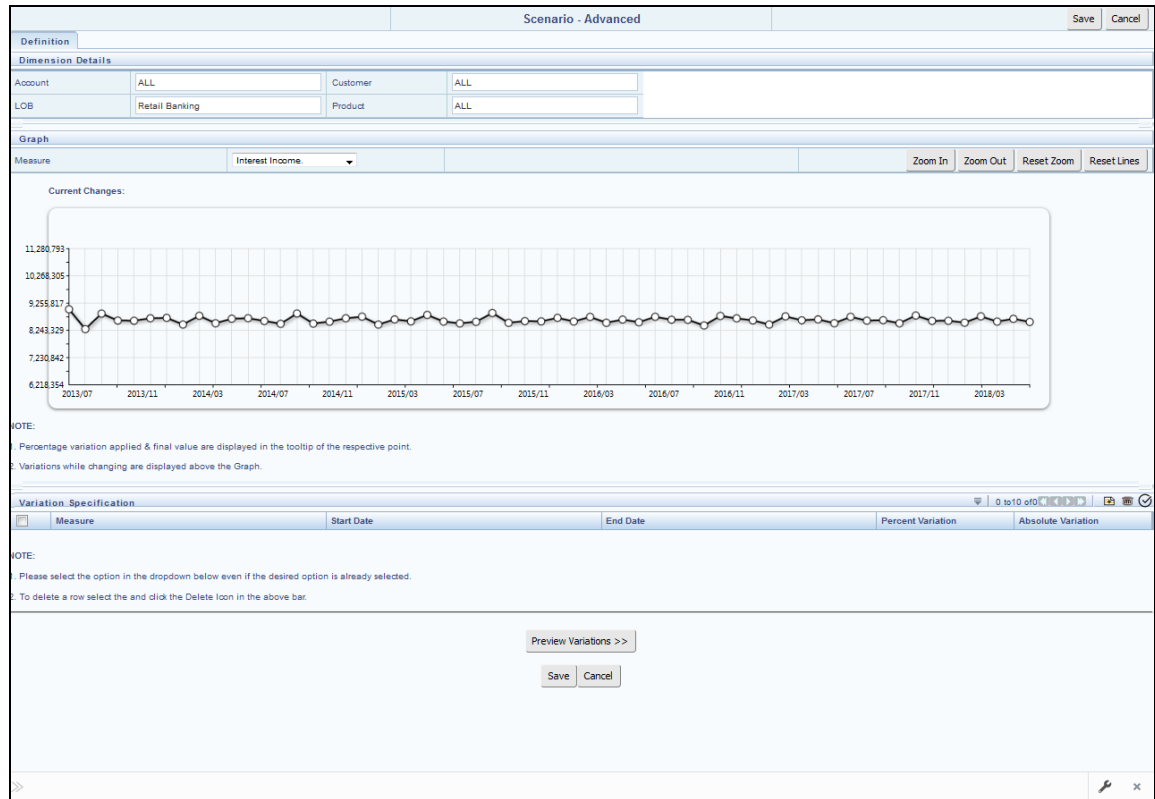 Scenario - Advanced
Save Cancel
Definition
Dimension Details
Account ALL Customer ALL
LOB Retail Banking Product ALL
Graph
Measure Interest Income. Zoom In Zoom Out Reset Zoom Reset Lines
Current Changes:
11,280,793
10,268,305
9,255,817
8,243,329
7,230,842
6,218,354
2013/07 2013/11 2014/03 2014/07 2014/11 2015/03 2015/07 2015/11 2016/03 2016/07 2016/11 2017/03 2017/07 2017/11 2018/03
NOTE:
1. Percentage variation applied & final value are displayed in the tooltip of the respective point.
2. Variations while changing are displayed above the Graph.
Variation Specification 0 to10 of0
Measure Start Date End Date Percent Variation Absolute Variation
NOTE:
1. Please select the option in the dropdown below even if the desired option is already selected.
2. To delete a row select the and click the Delete Icon in the above bar.
Preview Variations >>
Save Cancel